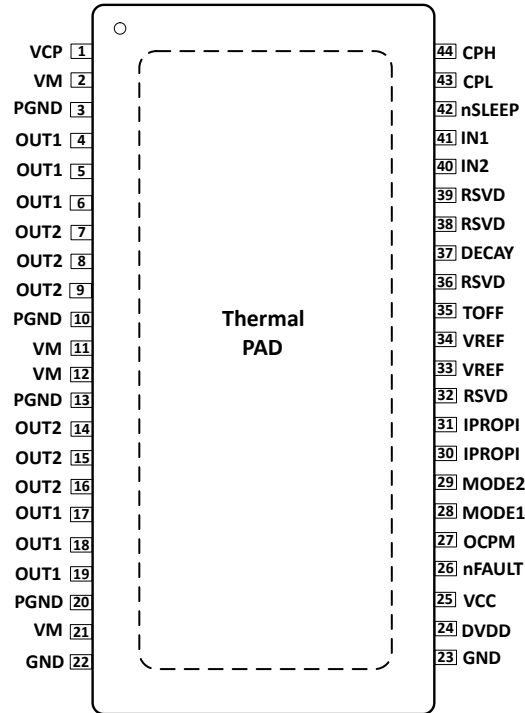 VCP 1
VM 2
PGND 3
OUT1 4
OUT1 5
OUT1 6
OUT2 7
OUT2 8
OUT2 9
PGND 10
VM 11
VM 12
PGND 13
OUT2 14
OUT2 15
OUT2 16
OUT1 17
OUT1 18
OUT1 19
PGND 20
VM 21
GND 22
Thermal
PAD
44 CPH
43 CPL
42 nSLEEP
41 IN1
40 IN2
39 RSVD
38 RSVD
37 DECAY
36 RSVD
35 TOFF
34 VREF
33 VREF
32 RSVD
31 IPROPI
30 IPROPI
29 MODE2
28 MODE1
27 OCPM
26 nFAULT
25 VCC
24 DVDD
23 GND